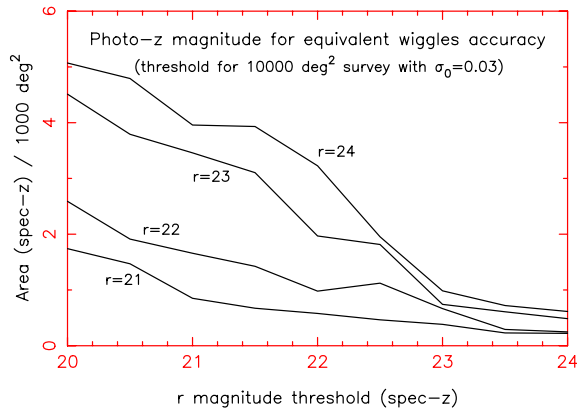 6
Photo-z magnitude for equivalent wiggles accuracy
(threshold for 10000 deg² survey with σ₀=0.03)
4
2
0
r=24
r=23
r=22
r=21
Area (spec-z) / 1000 deg²
20 21 22 23 24
r magnitude threshold (spec-z)